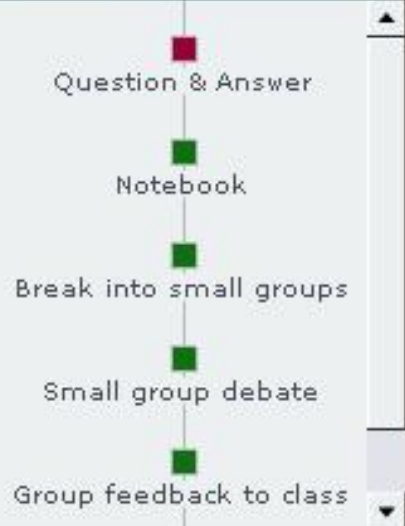 Question & Answer
Notebook
Break into small groups
Small group debate
Group feedback to class